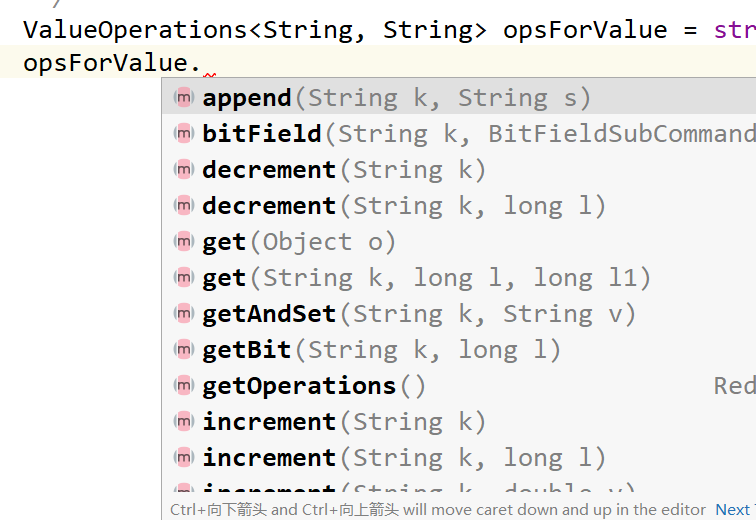 ValueOperations<String, String> opsForValue = str
opsForValue.
append(String k, String s)
bitField(String k, BitFieldSubCommand
decrement(String k)
decrement(String k, long l)
get(Object o)
get(String k, long l, long l1)
getAndSet(String k, String v)
getBit(String k, long l)
getOperations() Red
increment(String k)
increment(String k, long l)
increment(String k, double v)
Ctrl+向下箭头 and Ctrl+向上箭头 will move caret down and up in the editor Next